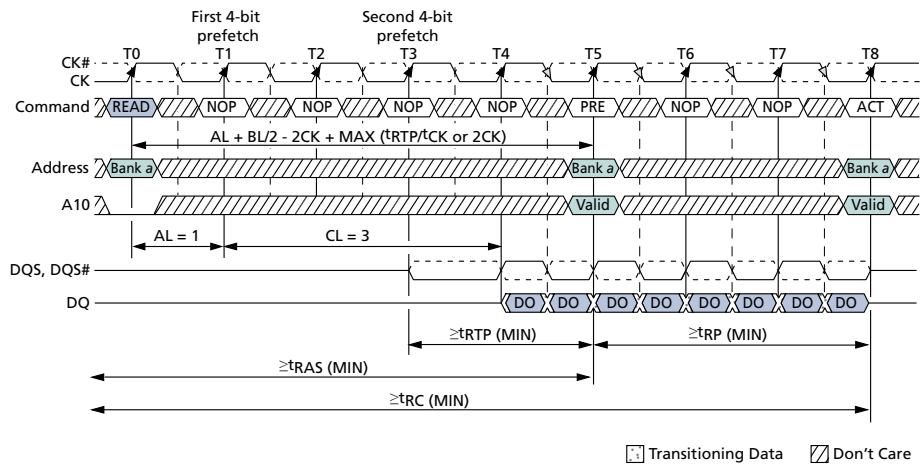 First 4-bit prefetch Second 4-bit prefetch
T0 T1 T2 T3 T4 T5 T6 T7 T8
CK#
CK
Command READ NOP NOP NOP NOP PRE NOP NOP ACT
AL + BL/2 - 2CK + MAX (tRTP/tCK or 2CK)
Address Bank a Bank a Bank a
A10 Valid Valid
AL = 1 CL = 3
DQS, DQS#
DQ DO DO DO DO DO DO DO DO
≥tRTP (MIN) ≥tRP (MIN)
≥tRAS (MIN)
≥tRC (MIN)
Transitioning Data Don't Care